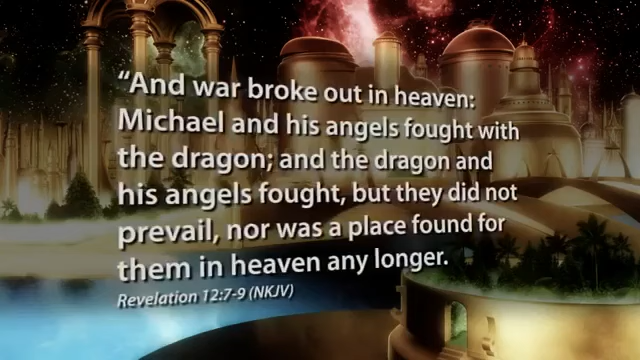 “And war broke out in heaven:
Michael and his angels fought with
the dragon; and the dragon and
his angels fought, but they did not
prevail, nor was a place found for
them in heaven any longer.
Revelation 12:7-9 (NKJV)